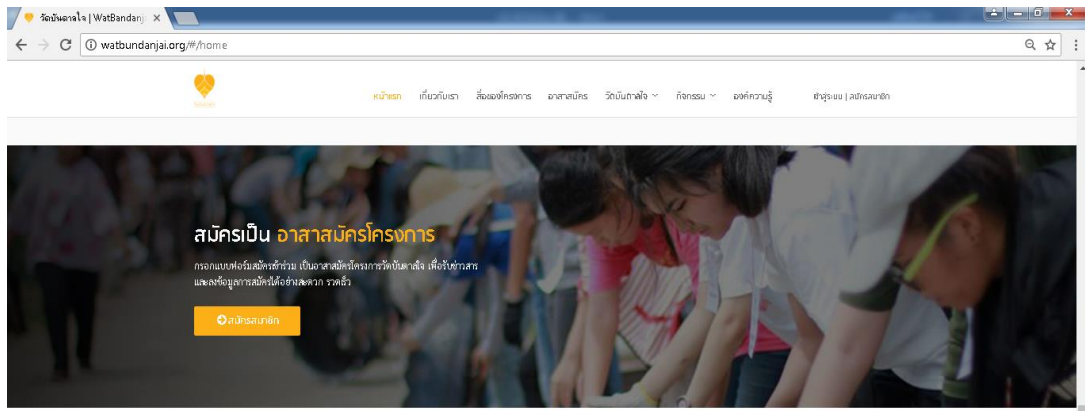 วัดบันดาลใจ | WatBandanj
watbundanjai.org/#/home
หน้าแรก เกี่ยวกับเรา สื่อของโครงการ อาสาสมัคร วัดบันดาลใจ กิจกรรม องค์ความรู้ เข้าสู่ระบบ | สมัครสมาชิก
สมัครเป็น อาสาสมัครโครงการ
กรอกแบบฟอร์มสมัครเข้าร่วม เป็นอาสาสมัครโครงการวัดบันดาลใจ เพื่อรับข่าวสาร
และลงข้อมูลการสมัครได้อย่างสะดวก รวดเร็ว
สมัครสมาชิก